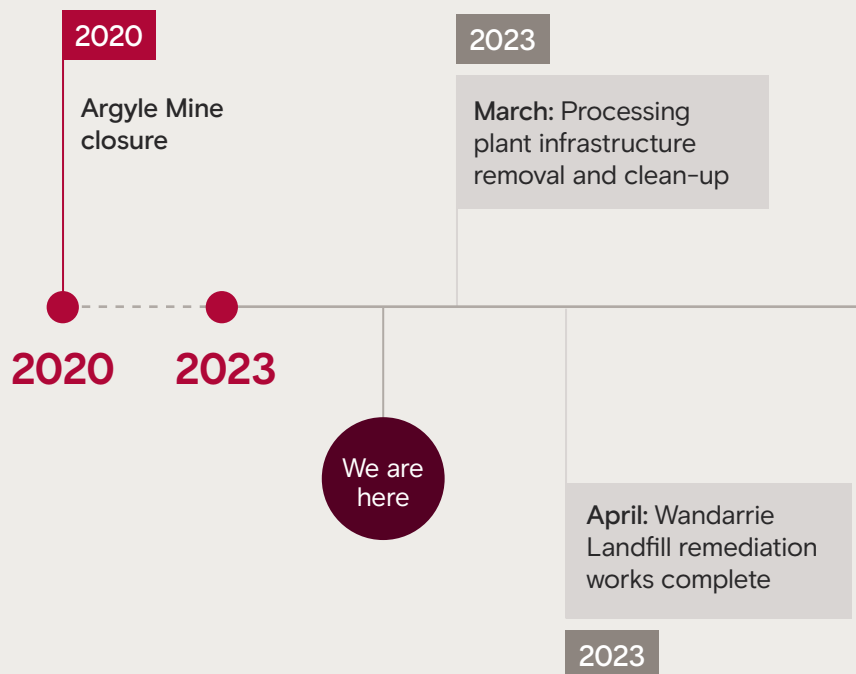 2020
Argyle Mine
closure
2023
March: Processing
plant infrastructure
removal and clean-up
2020
2023
We are
here
April: Wandarrie
Landfill remediation
works complete
2023